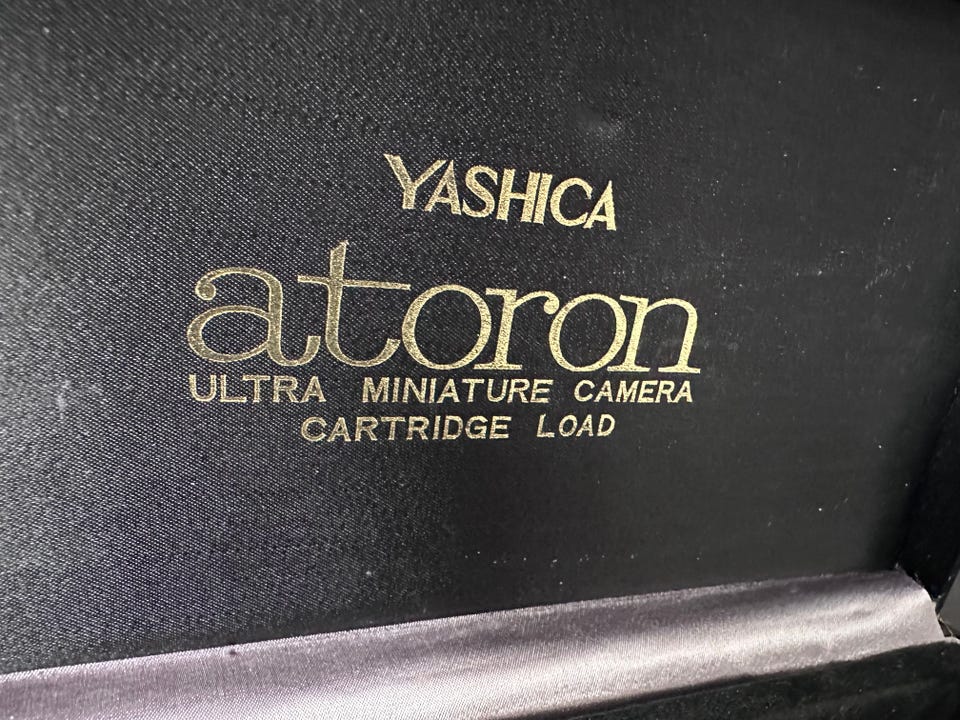 YASHICA
atoron
ULTRA MINIATURE CAMERA
CARTRIDGE LOAD